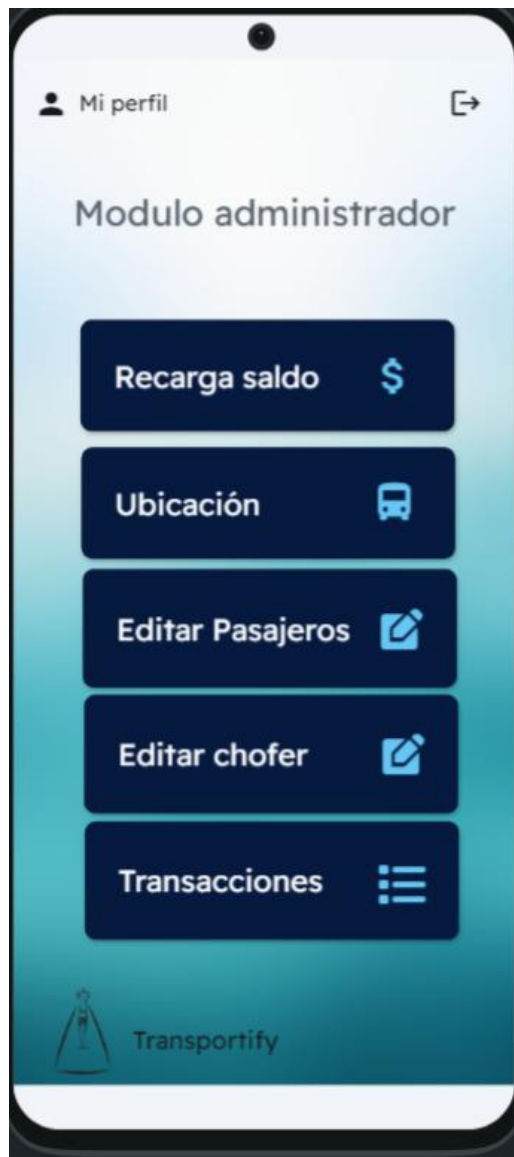 Mi perfil
Modulo administrador
Recarga saldo
Ubicación
Editar Pasajeros
Editar chofer
Transacciones
Transportify